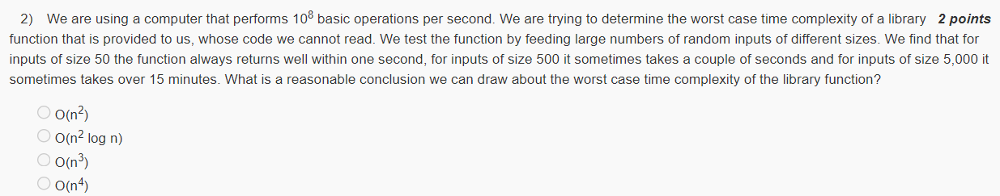 2) We are using a computer that performs 10⁸ basic operations per second. We are trying to determine the worst case time complexity of a library 2 points
function that is provided to us, whose code we cannot read. We test the function by feeding large numbers of random inputs of different sizes. We find that for
inputs of size 50 the function always returns well within one second, for inputs of size 500 it sometimes takes a couple of seconds and for inputs of size 5,000 it
sometimes takes over 15 minutes. What is a reasonable conclusion we can draw about the worst case time complexity of the library function?
O(n²)
O(n² log n)
O(n³)
O(n⁴)